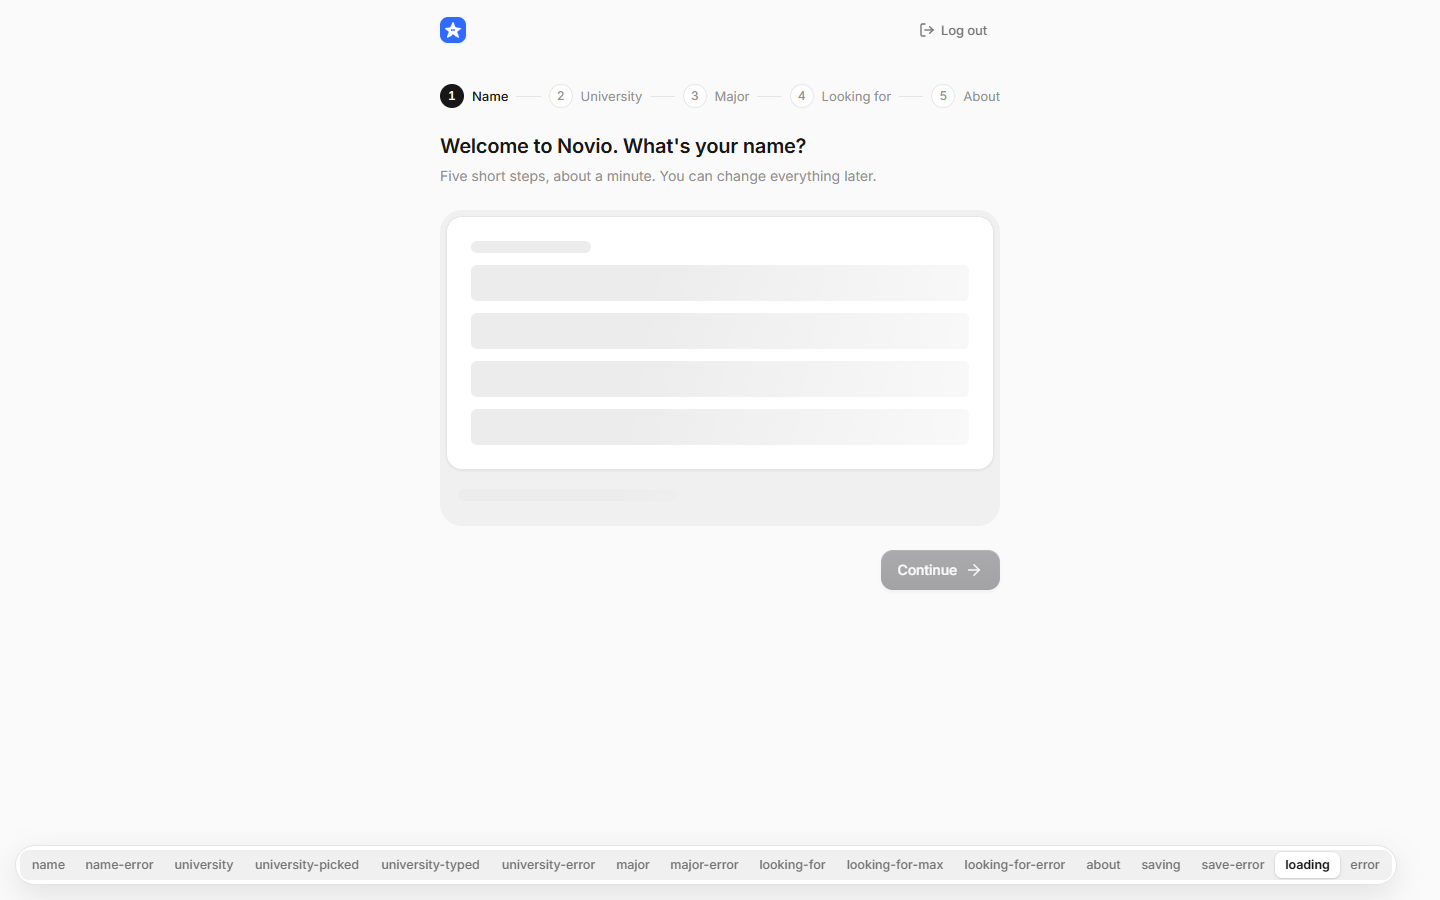 Log out
1 Name 2 University 3 Major 4 Looking for 5 About
Welcome to Novio. What's your name?
Five short steps, about a minute. You can change everything later.
Continue
name name-error university university-picked university-typed university-error major major-error looking-for looking-for-max looking-for-error about saving save-error loading error